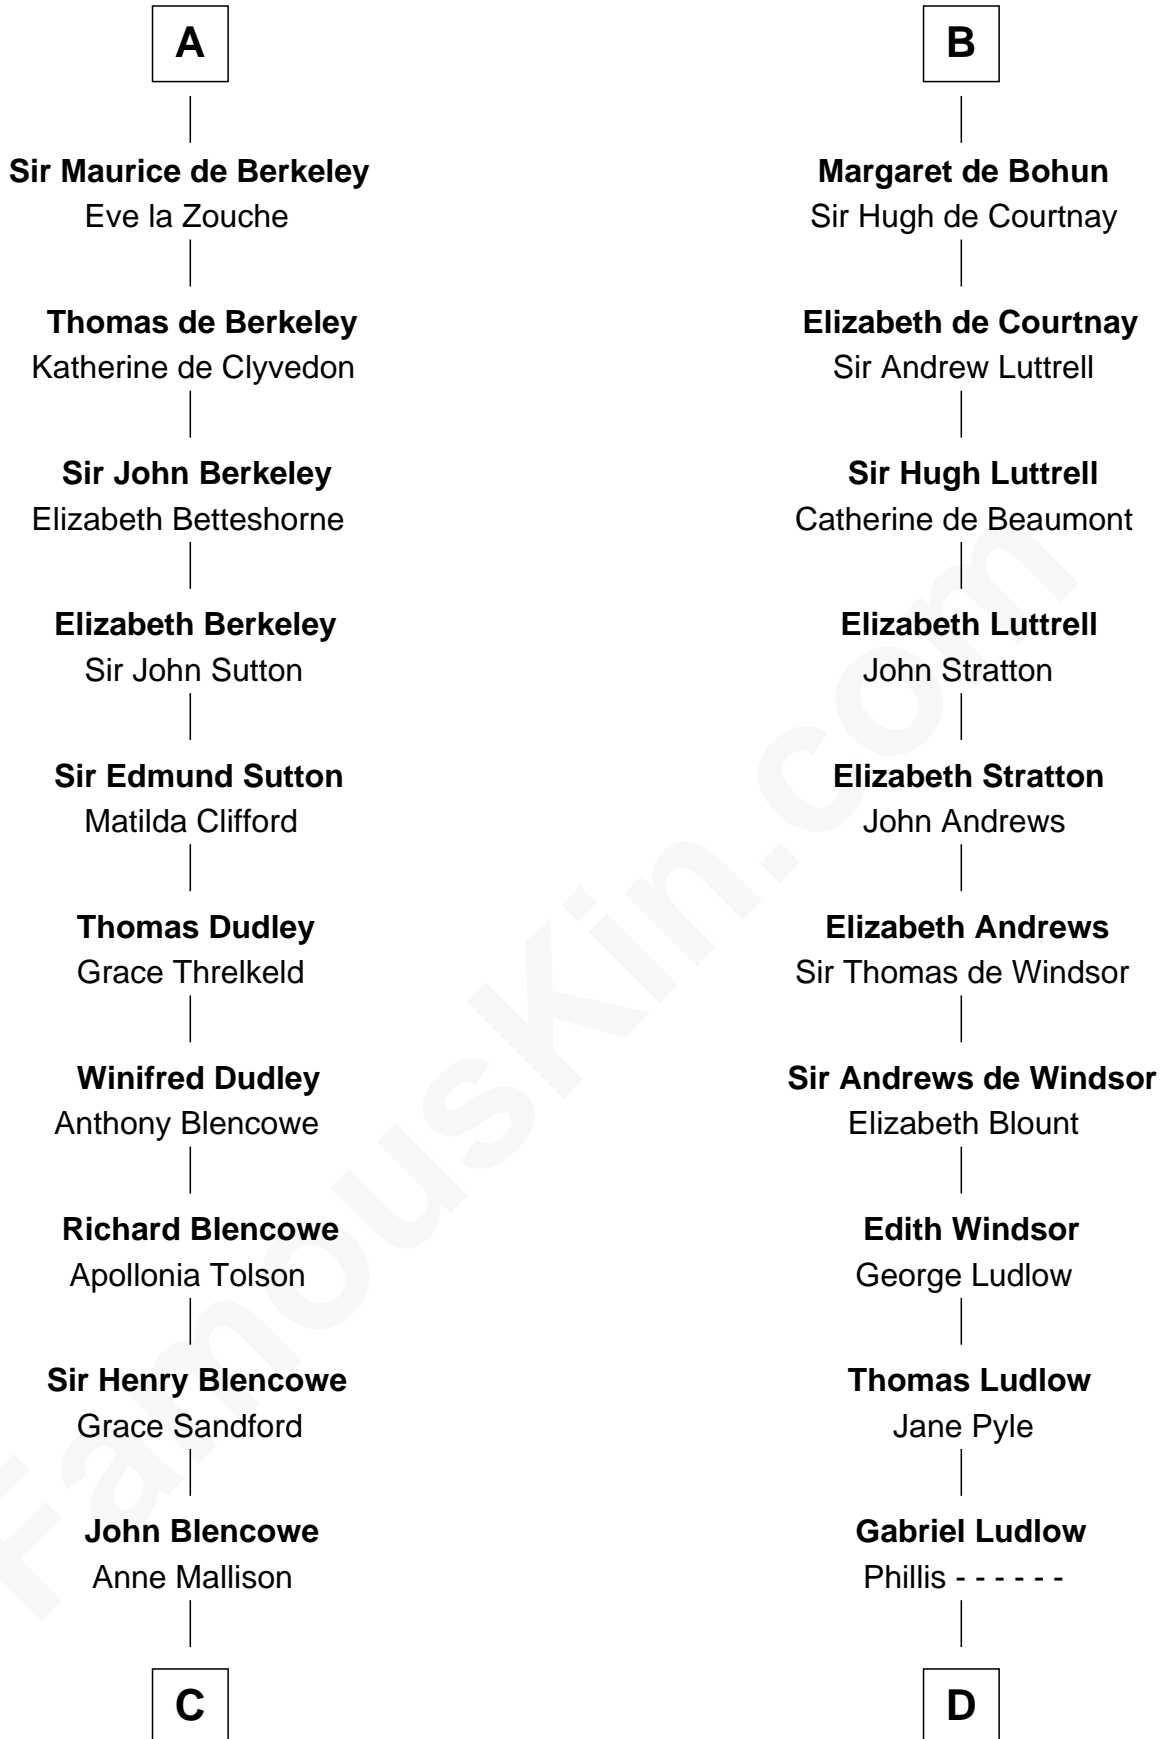 A
Sir Maurice de Berkeley
Eve la Zouche
Thomas de Berkeley
Katherine de Clyvedon
Sir John Berkeley
Elizabeth Betteshorne
Elizabeth Berkeley
Sir John Sutton
Sir Edmund Sutton
Matilda Clifford
Thomas Dudley
Grace Threlkeld
Winifred Dudley
Anthony Blencowe
Richard Blencowe
Apollonia Tolson
Sir Henry Blencowe
Grace Sandford
John Blencowe
Anne Mallison
C
B
Margaret de Bohun
Sir Hugh de Courtnay
Elizabeth de Courtnay
Sir Andrew Luttrell
Sir Hugh Luttrell
Catherine de Beaumont
Elizabeth Luttrell
John Stratton
Elizabeth Stratton
John Andrews
Elizabeth Andrews
Sir Thomas de Windsor
Sir Andrews de Windsor
Elizabeth Blount
Edith Windsor
George Ludlow
Thomas Ludlow
Jane Pyle
Gabriel Ludlow
Phillis - - - - - -
D
FamousKin.com